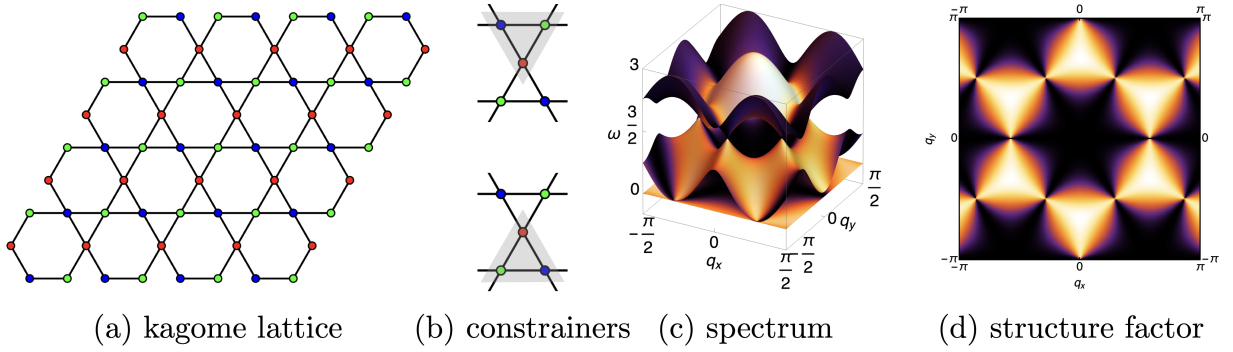 3
3/2
ω
0
-π/2
0
q_x
π/2
-π/2
0
q_y
π/2
-π
0
π
π
π
q_y
0
0
-π
-π
-π
0
π
q_x
(a) kagome lattice
(b) constrainers
(c) spectrum
(d) structure factor